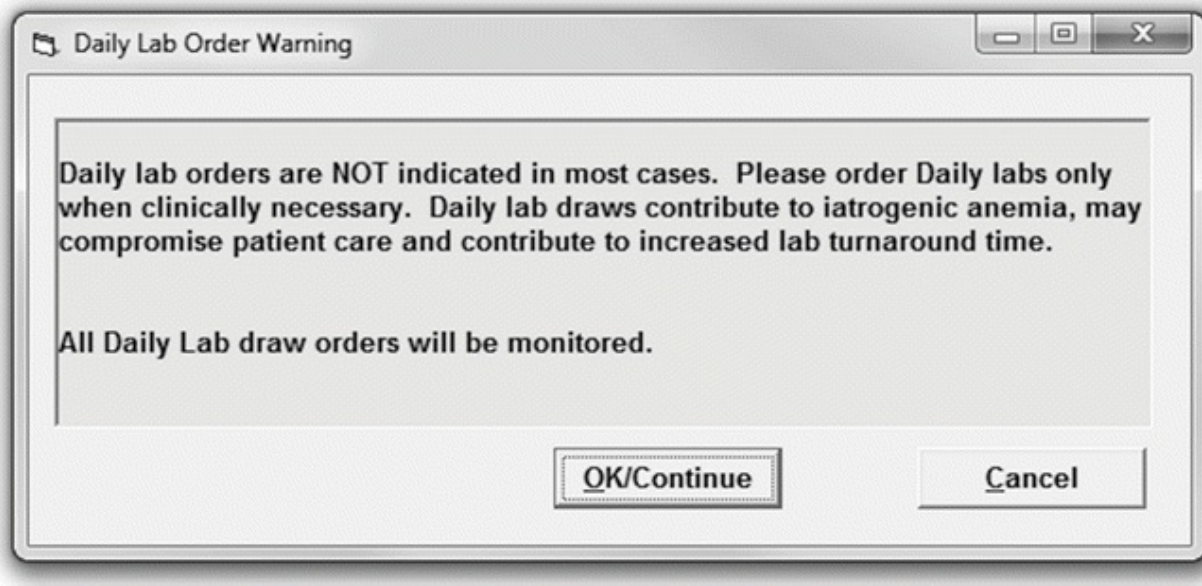 Daily Lab Order Warning
Daily lab orders are NOT indicated in most cases.  Please order Daily labs only
when clinically necessary.  Daily lab draws contribute to iatrogenic anemia, may
compromise patient care and contribute to increased lab turnaround time.
All Daily Lab draw orders will be monitored.
OK/Continue
Cancel